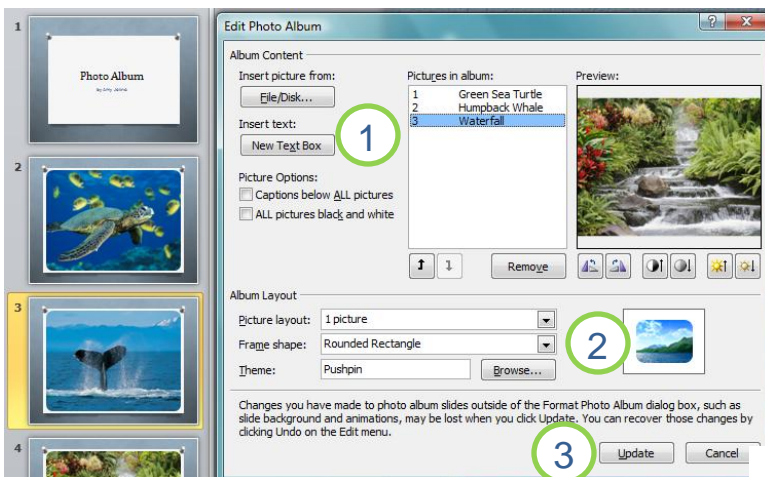 1
Photo Album
by Amy Jahnke
2
3
4
Edit Photo Album
Album Content
Insert picture from:
File/Disk...
Insert text:
New Text Box
1
Picture Options:
Captions below ALL pictures
ALL pictures black and white
Pictures in album:
1 Green Sea Turtle
2 Humpback Whale
3 Waterfall
Remove
Preview:
Album Layout
Picture layout: 1 picture
Frame shape: Rounded Rectangle
Theme: Pushpin Browse...
2
Changes you have made to photo album slides outside of the Format Photo Album dialog box, such as
slide background and animations, may be lost when you click Update. You can recover those changes by
clicking Undo on the Edit menu.
3
Update Cancel